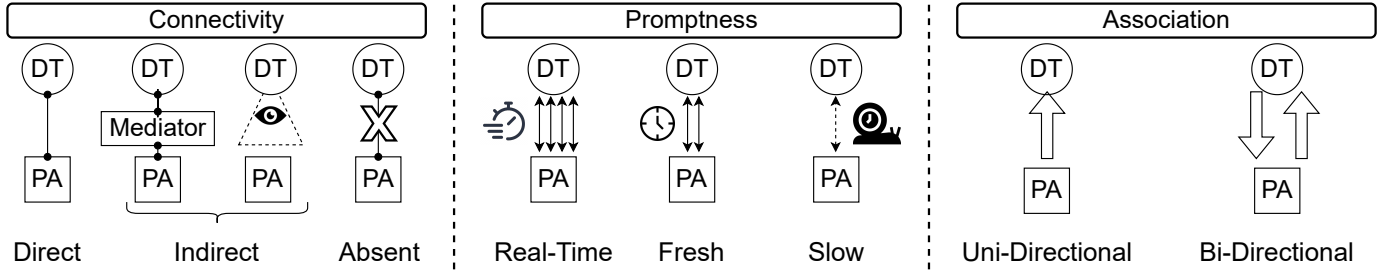 Connectivity
Promptness
Association
DT
DT
DT
DT
DT
DT
DT
DT
DT
Mediator
X
PA
PA
PA
PA
PA
PA
PA
PA
PA
Direct
Indirect
Absent
Real-Time
Fresh
Slow
Uni-Directional
Bi-Directional